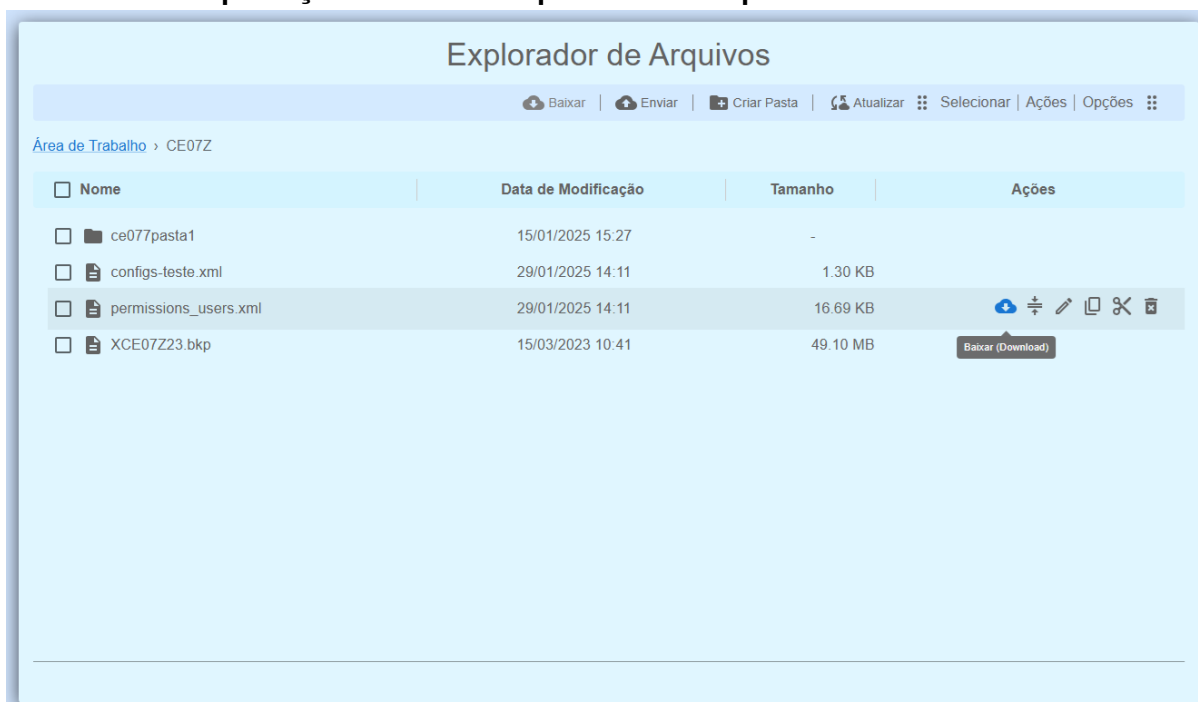 Explorador de Arquivos
Baixar | Enviar | Criar Pasta | Atualizar Selecionar | Ações | Opções
Área de Trabalho › CE07Z
Nome Data de Modificação Tamanho Ações
ce077pasta1 15/01/2025 15:27 -
configs-teste.xml 29/01/2025 14:11 1.30 KB
permissions_users.xml 29/01/2025 14:11 16.69 KB
XCE07Z23.bkp 15/03/2023 10:41 49.10 MB
Baixar (Download)